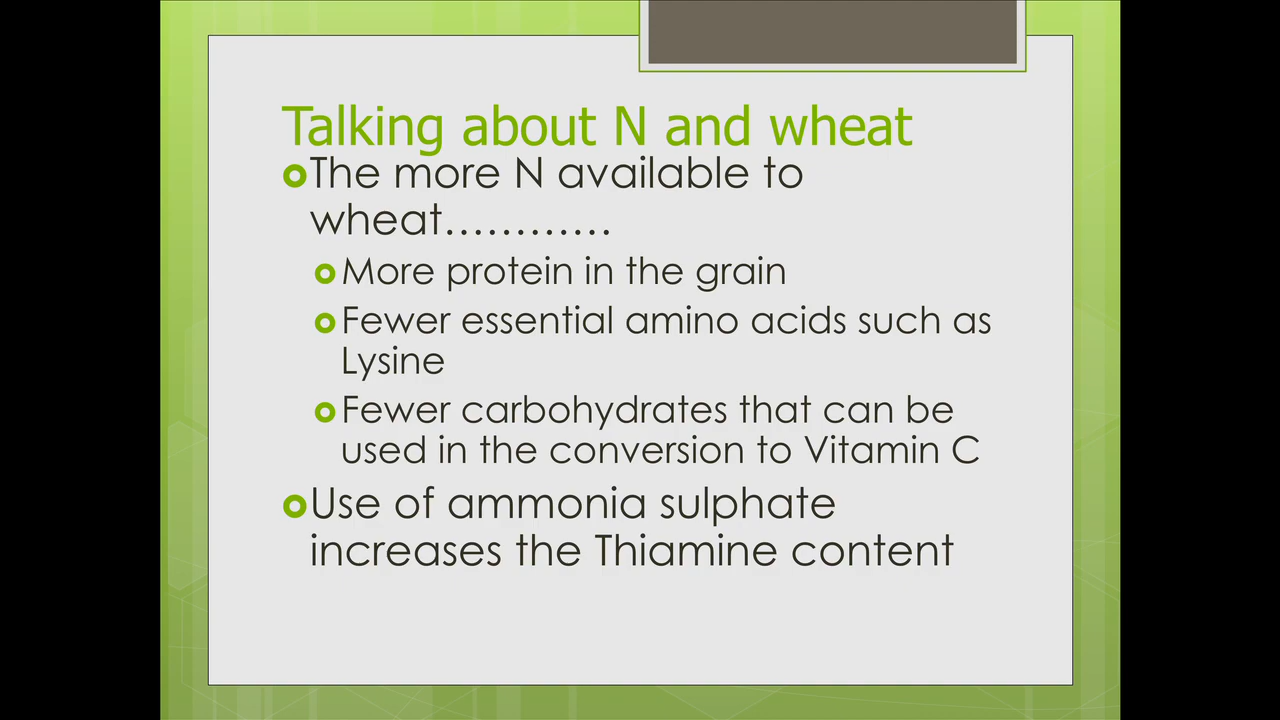 Talking about N and wheat
The more N available to
wheat…………
More protein in the grain
Fewer essential amino acids such as
Lysine
Fewer carbohydrates that can be
used in the conversion to Vitamin C
Use of ammonia sulphate
increases the Thiamine content